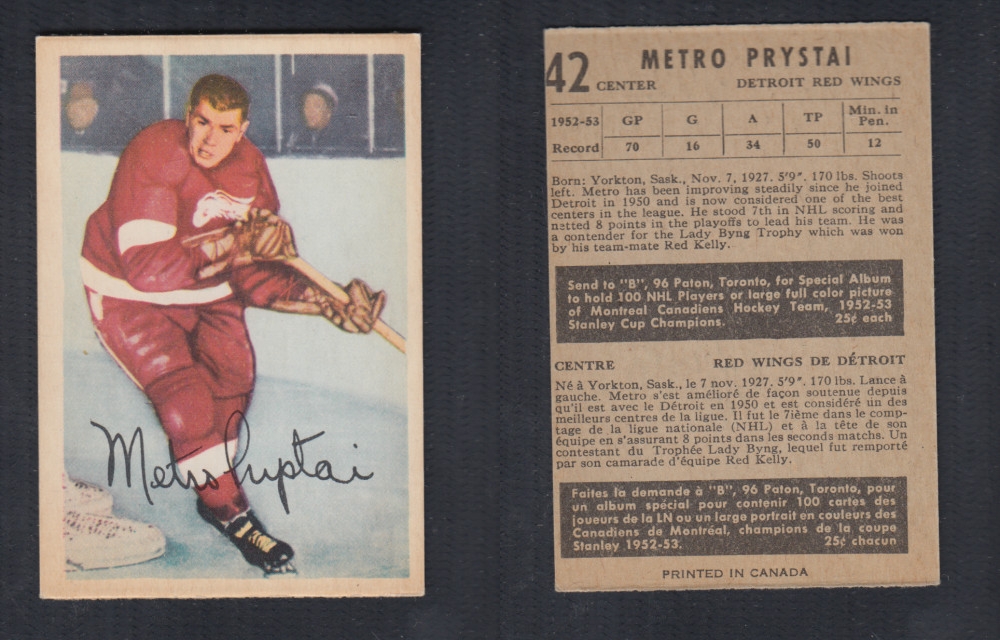 Metro Prystai
42 METRO PRYSTAI
CENTER DETROIT RED WINGS
1952-53 GP G A TP Min. in Pen.
Record 70 16 34 50 12
Born: Yorkton, Sask., Nov. 7, 1927. 5'9". 170 lbs. Shoots
left. Metro has been improving steadily since he joined
Detroit in 1950 and is now considered one of the best
centers in the league. He stood 7th in NHL scoring and
netted 8 points in the playoffs to lead his team. He was
a contender for the Lady Byng Trophy which was won
by his team-mate Red Kelly.
Send to "B", 96 Paton, Toronto, for Special Album
to hold 100 NHL Players or large full color picture
of Montreal Canadiens Hockey Team, 1952-53
Stanley Cup Champions. 25¢ each
CENTRE RED WINGS DE DÉTROIT
Né à Yorkton, Sask., le 7 nov. 1927. 5'9". 170 lbs. Lance à
gauche. Metro s'est amélioré de façon soutenue depuis
qu'il est avec le Détroit en 1950 et est considéré un des
meilleurs centres de la ligue. Il fut le 7ième dans le comp-
tage de la ligue nationale (NHL) et à la tête de son
équipe en s'assurant 8 points dans les seconds matchs. Un
contestant du Trophée Lady Byng, lequel fut remporté
par son camarade d'équipe Red Kelly.
Faites la demande à "B", 96 Paton, Toronto, pour
un album spécial pour contenir 100 cartes des
joueurs de la LN ou un large portrait en couleurs des
Canadiens de Montréal, champions de la coupe
Stanley 1952-53. 25¢ chacun
PRINTED IN CANADA